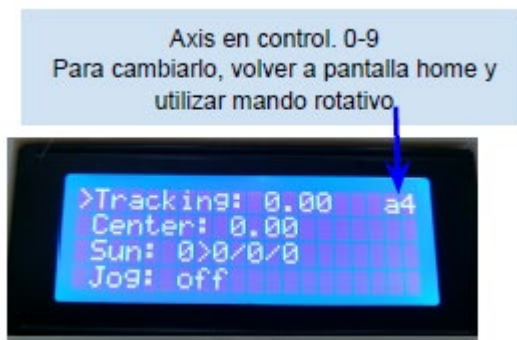 Axis en control. 0-9
Para cambiarlo, volver a pantalla home y
utilizar mando rotativo
>Tracking: 0.00 a4
Center: 0.00
Sun: 0>0/0/0
Jog: off